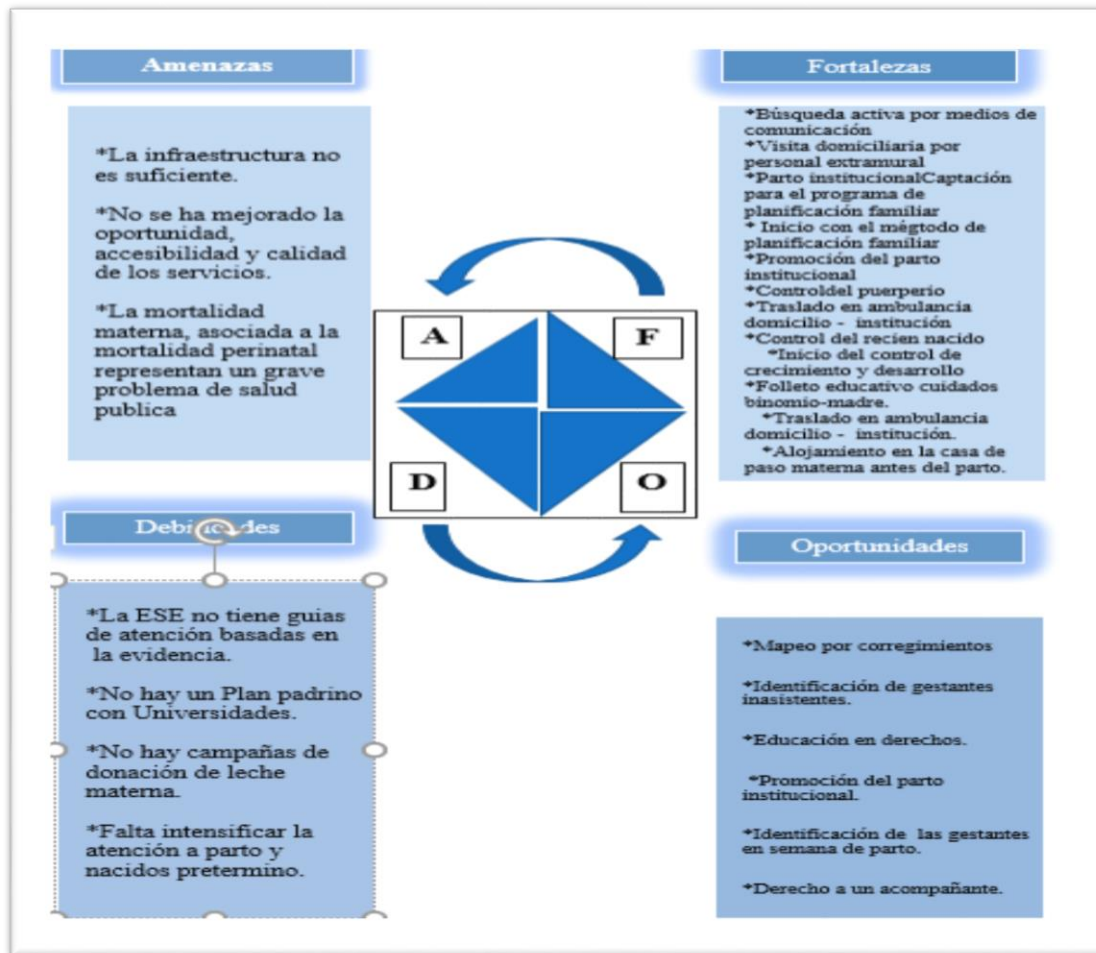 Amenazas
*La infraestructura no
es suficiente.
*No se ha mejorado la
oportunidad,
accesibilidad y calidad
de los servicios.
*La mortalidad
materna, asociada a la
mortalidad perinatal
representan un grave
problema de salud
publica
Fortalezas
*Búsqueda activa por medios de
comunicación
*Visita domiciliaria por
personal extramural
*Parto institucionalCaptación
para el programa de
planificación familiar
* Inicio con el mégtodo de
planificación familiar
*Promoción del parto
institucional
*Controldel puerperio
*Traslado en ambulancia
domicilio - institución
*Control del recien nacido
*Inicio del control de
crecimiento y desarrollo
*Folleto educativo cuidados
binomio-madre.
*Traslado en ambulancia
domicilio - institución.
*Alojamiento en la casa de
paso materna antes del parto.
A
F
D
O
Debilidades
*La ESE no tiene guias
de atención basadas en
la evidencia.
*No hay un Plan padrino
con Universidades.
*No hay campañas de
donación de leche
materna.
*Falta intensificar la
atención a parto y
nacidos pretermino.
Oportunidades
*Mapeo por corregimientos
*Identificación de gestantes
inasistentes.
*Educación en derechos.
*Promoción del parto
institucional.
*Identificación de las gestantes
en semana de parto.
*Derecho a un acompañante.